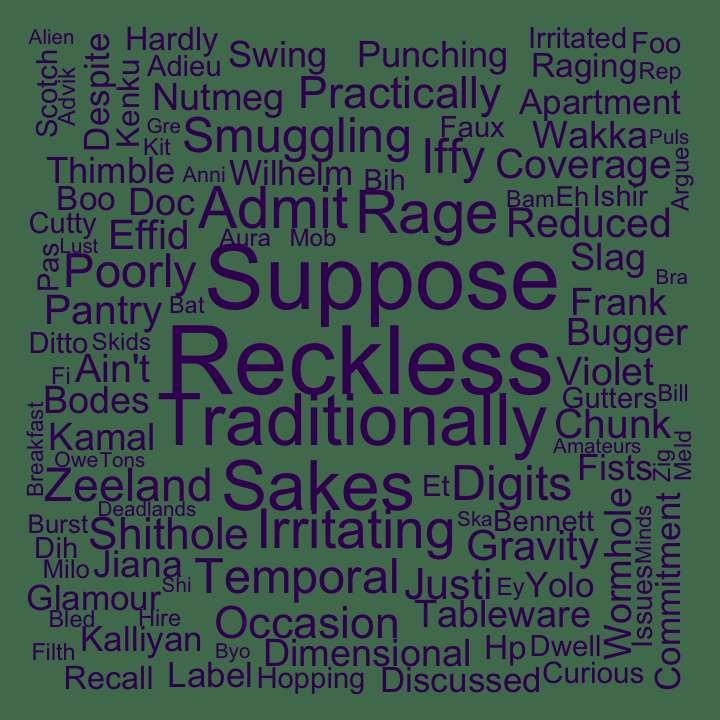 Alien
Hardly
Swing
Punching
Irritated
Foo
Scotch
Advik
Despite
Kenku
Adieu
Nutmeg
Practically
Raging
Rep
Apartment
Gre
Kit
Smuggling
Faux
Iffy
Wakka
Puls
Argues
Thimble
Anni
Wilhelm
Bih
Coverage
Boo
Doc
Admit
Rage
Bam
Eh
Ishir
Reduced
Cutty
Lust
Effid
Aura
Mob
Pas
Poorly
Suppose
Slag
Bra
Pantry
Bat
Frank
Bugger
Ditto
Skids
Reckless
Fi
Ain't
Violet
Bodes
Traditionally
Gutters
Bill
Breakfast
Kamal
Chunk
Amateurs
Owe
Tons
Fists
Zig
Meld
Zeeland
Sakes
Et
Digits
Deadlands
Burst
Shithole
Irritating
Ska
Bennett
Wormhole
Minds
Dih
Gravity
Milo
Jiana
Shi
Temporal
Justi
Ey
Yolo
Issues
Commitment
Glamour
Bled
Hire
Occasion
Tableware
Filth
Kalliyan
Byo
Dimensional
Hp
Dwell
Recall
Label
Hopping
Discussed
Curious